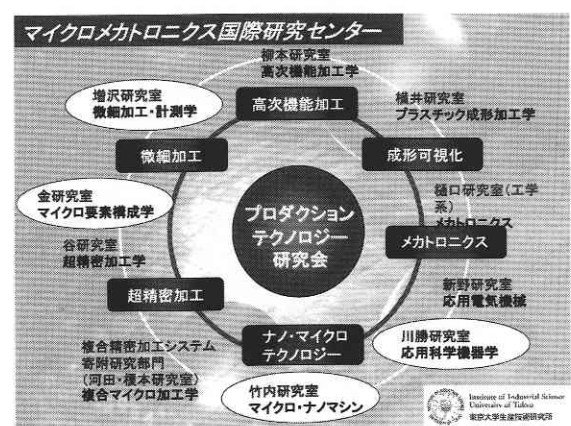 マイクロメカトロニクス国際研究センター
柳本研究室
高次機能加工学
増沢研究室
微細加工・計測学
高次機能加工
横井研究室
プラスチック成形加工学
微細加工
成形可視化
金研究室
マイクロ要素構成学
プロダクション
テクノロジー
研究会
樋口研究室(工学
系)
メカトロニクス
メカトロニクス
谷研究室
超精密加工学
超精密加工
新野研究室
応用電気機械
ナノ・マイクロ
テクノロジー
川勝研究室
応用科学機器学
複合精密加工システム
寄附研究部門
(河田・榎本研究室)
複合マイクロ加工学
竹内研究室
マイクロ・ナノマシン
Institute of Industrial Science
University of Tokyo
東京大学生産技術研究所